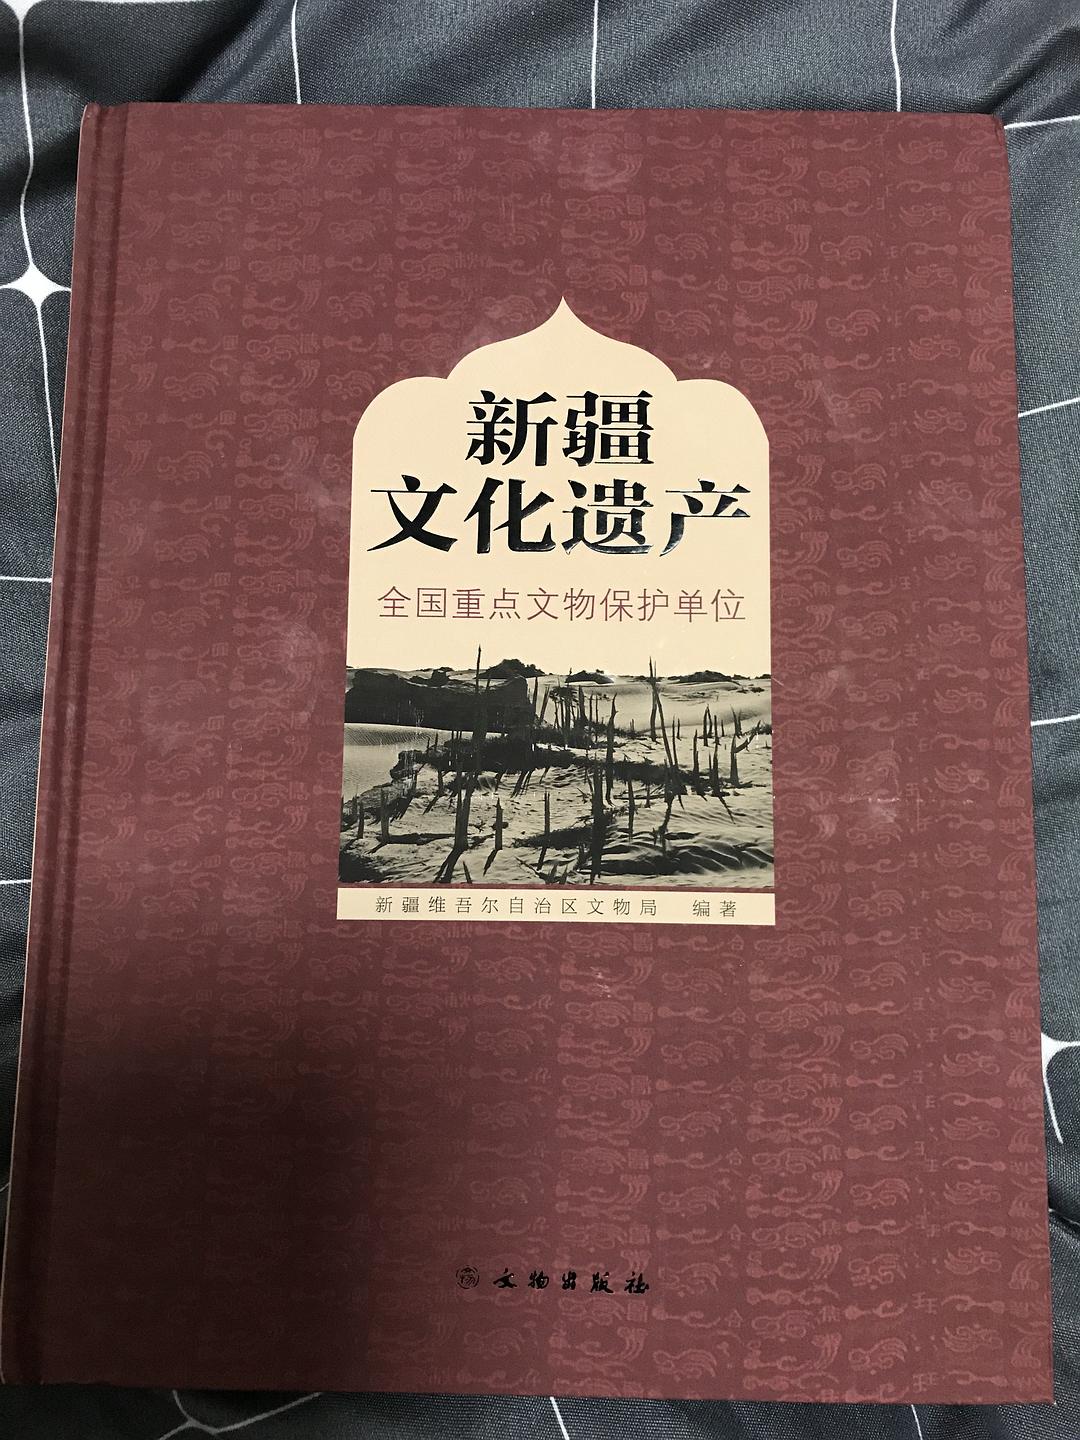 新疆
文化遗产
全国重点文物保护单位
新疆维吾尔自治区文物局 编著
文物出版社